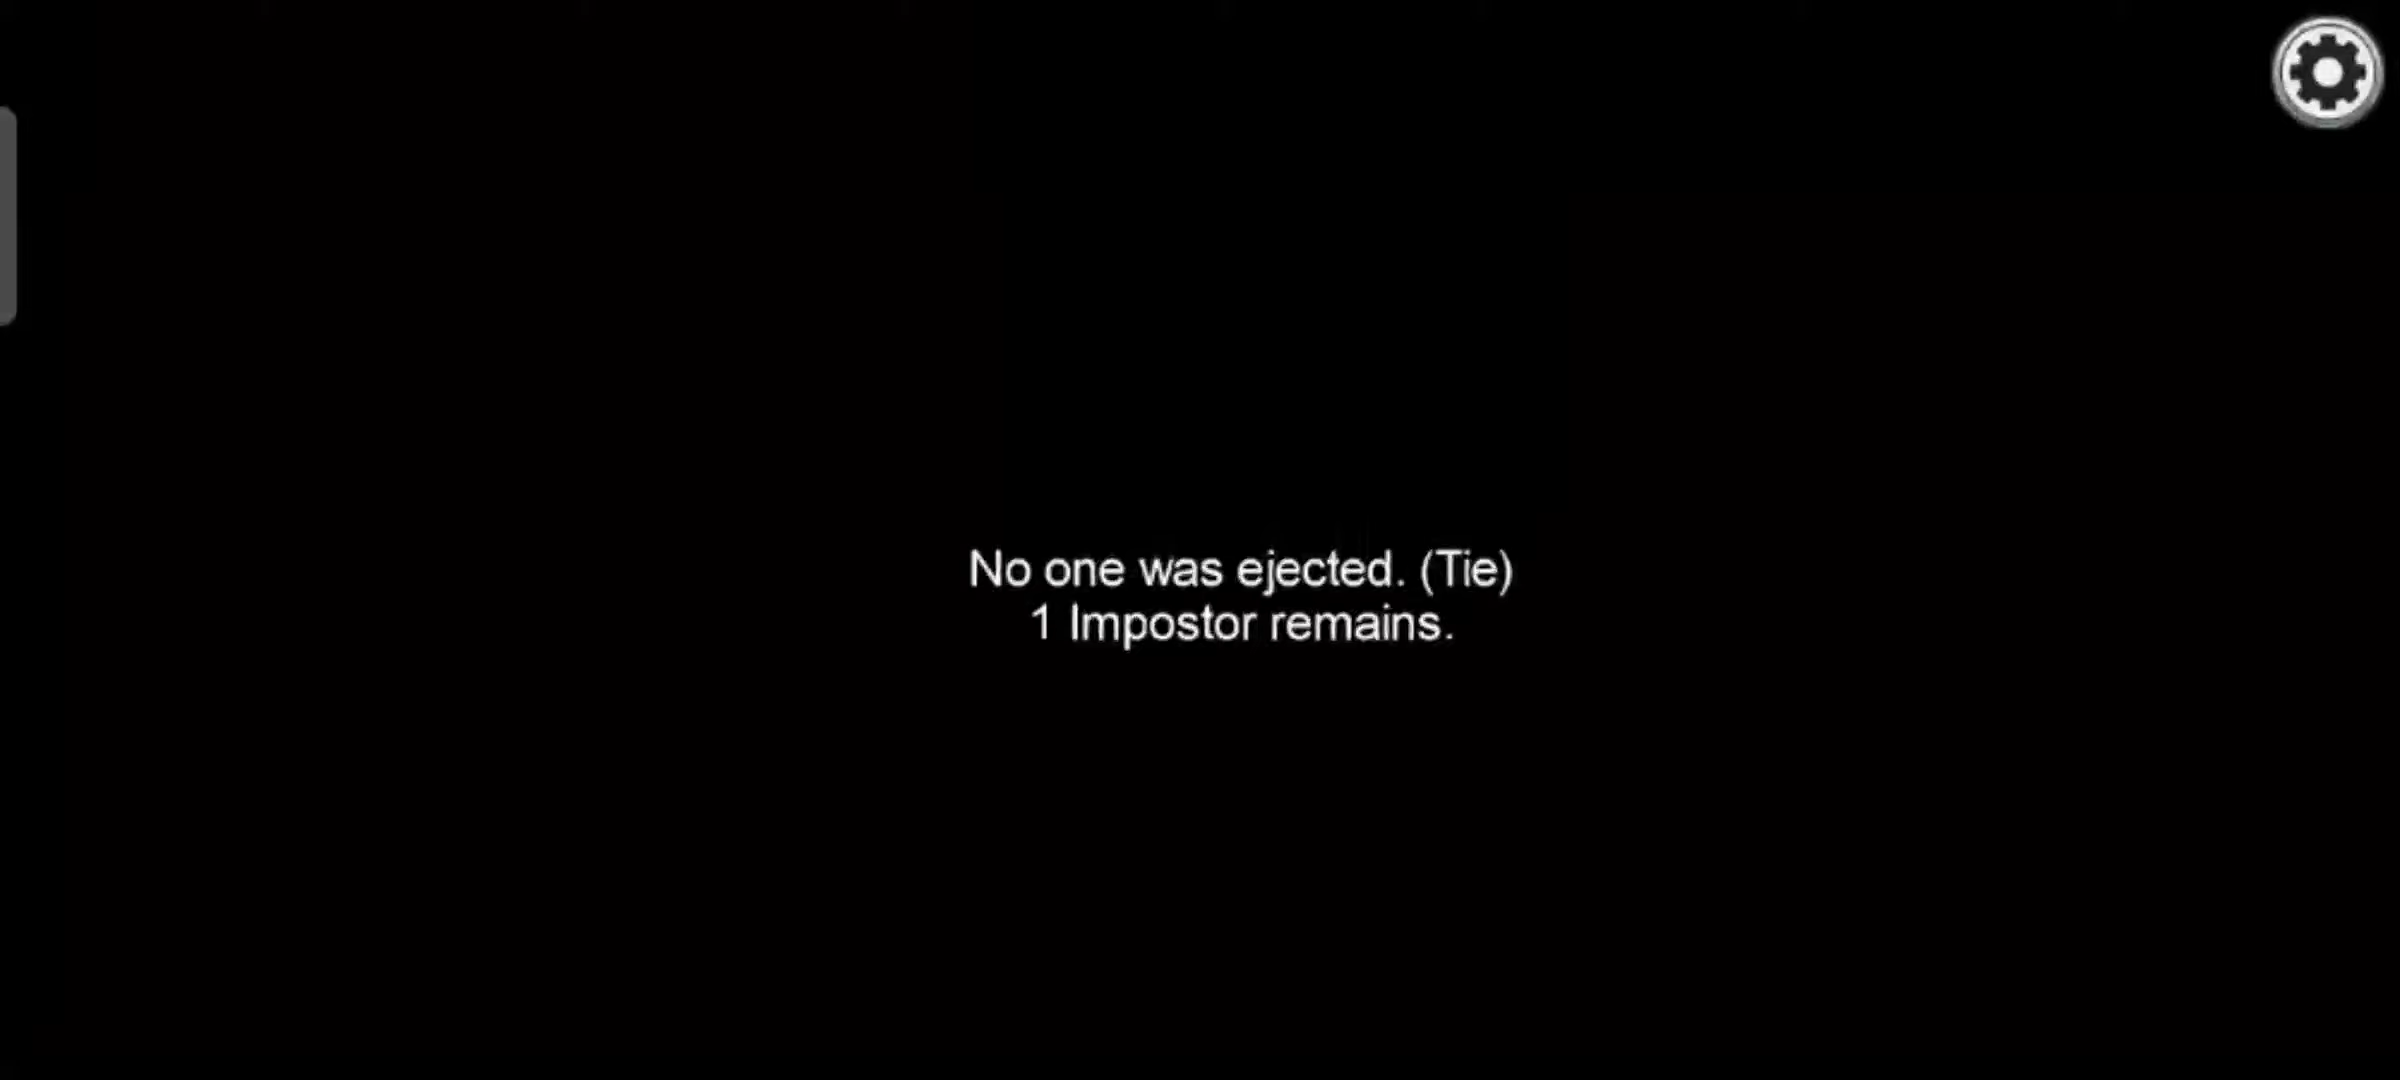 No one was ejected. (Tie)
1 Impostor remains.